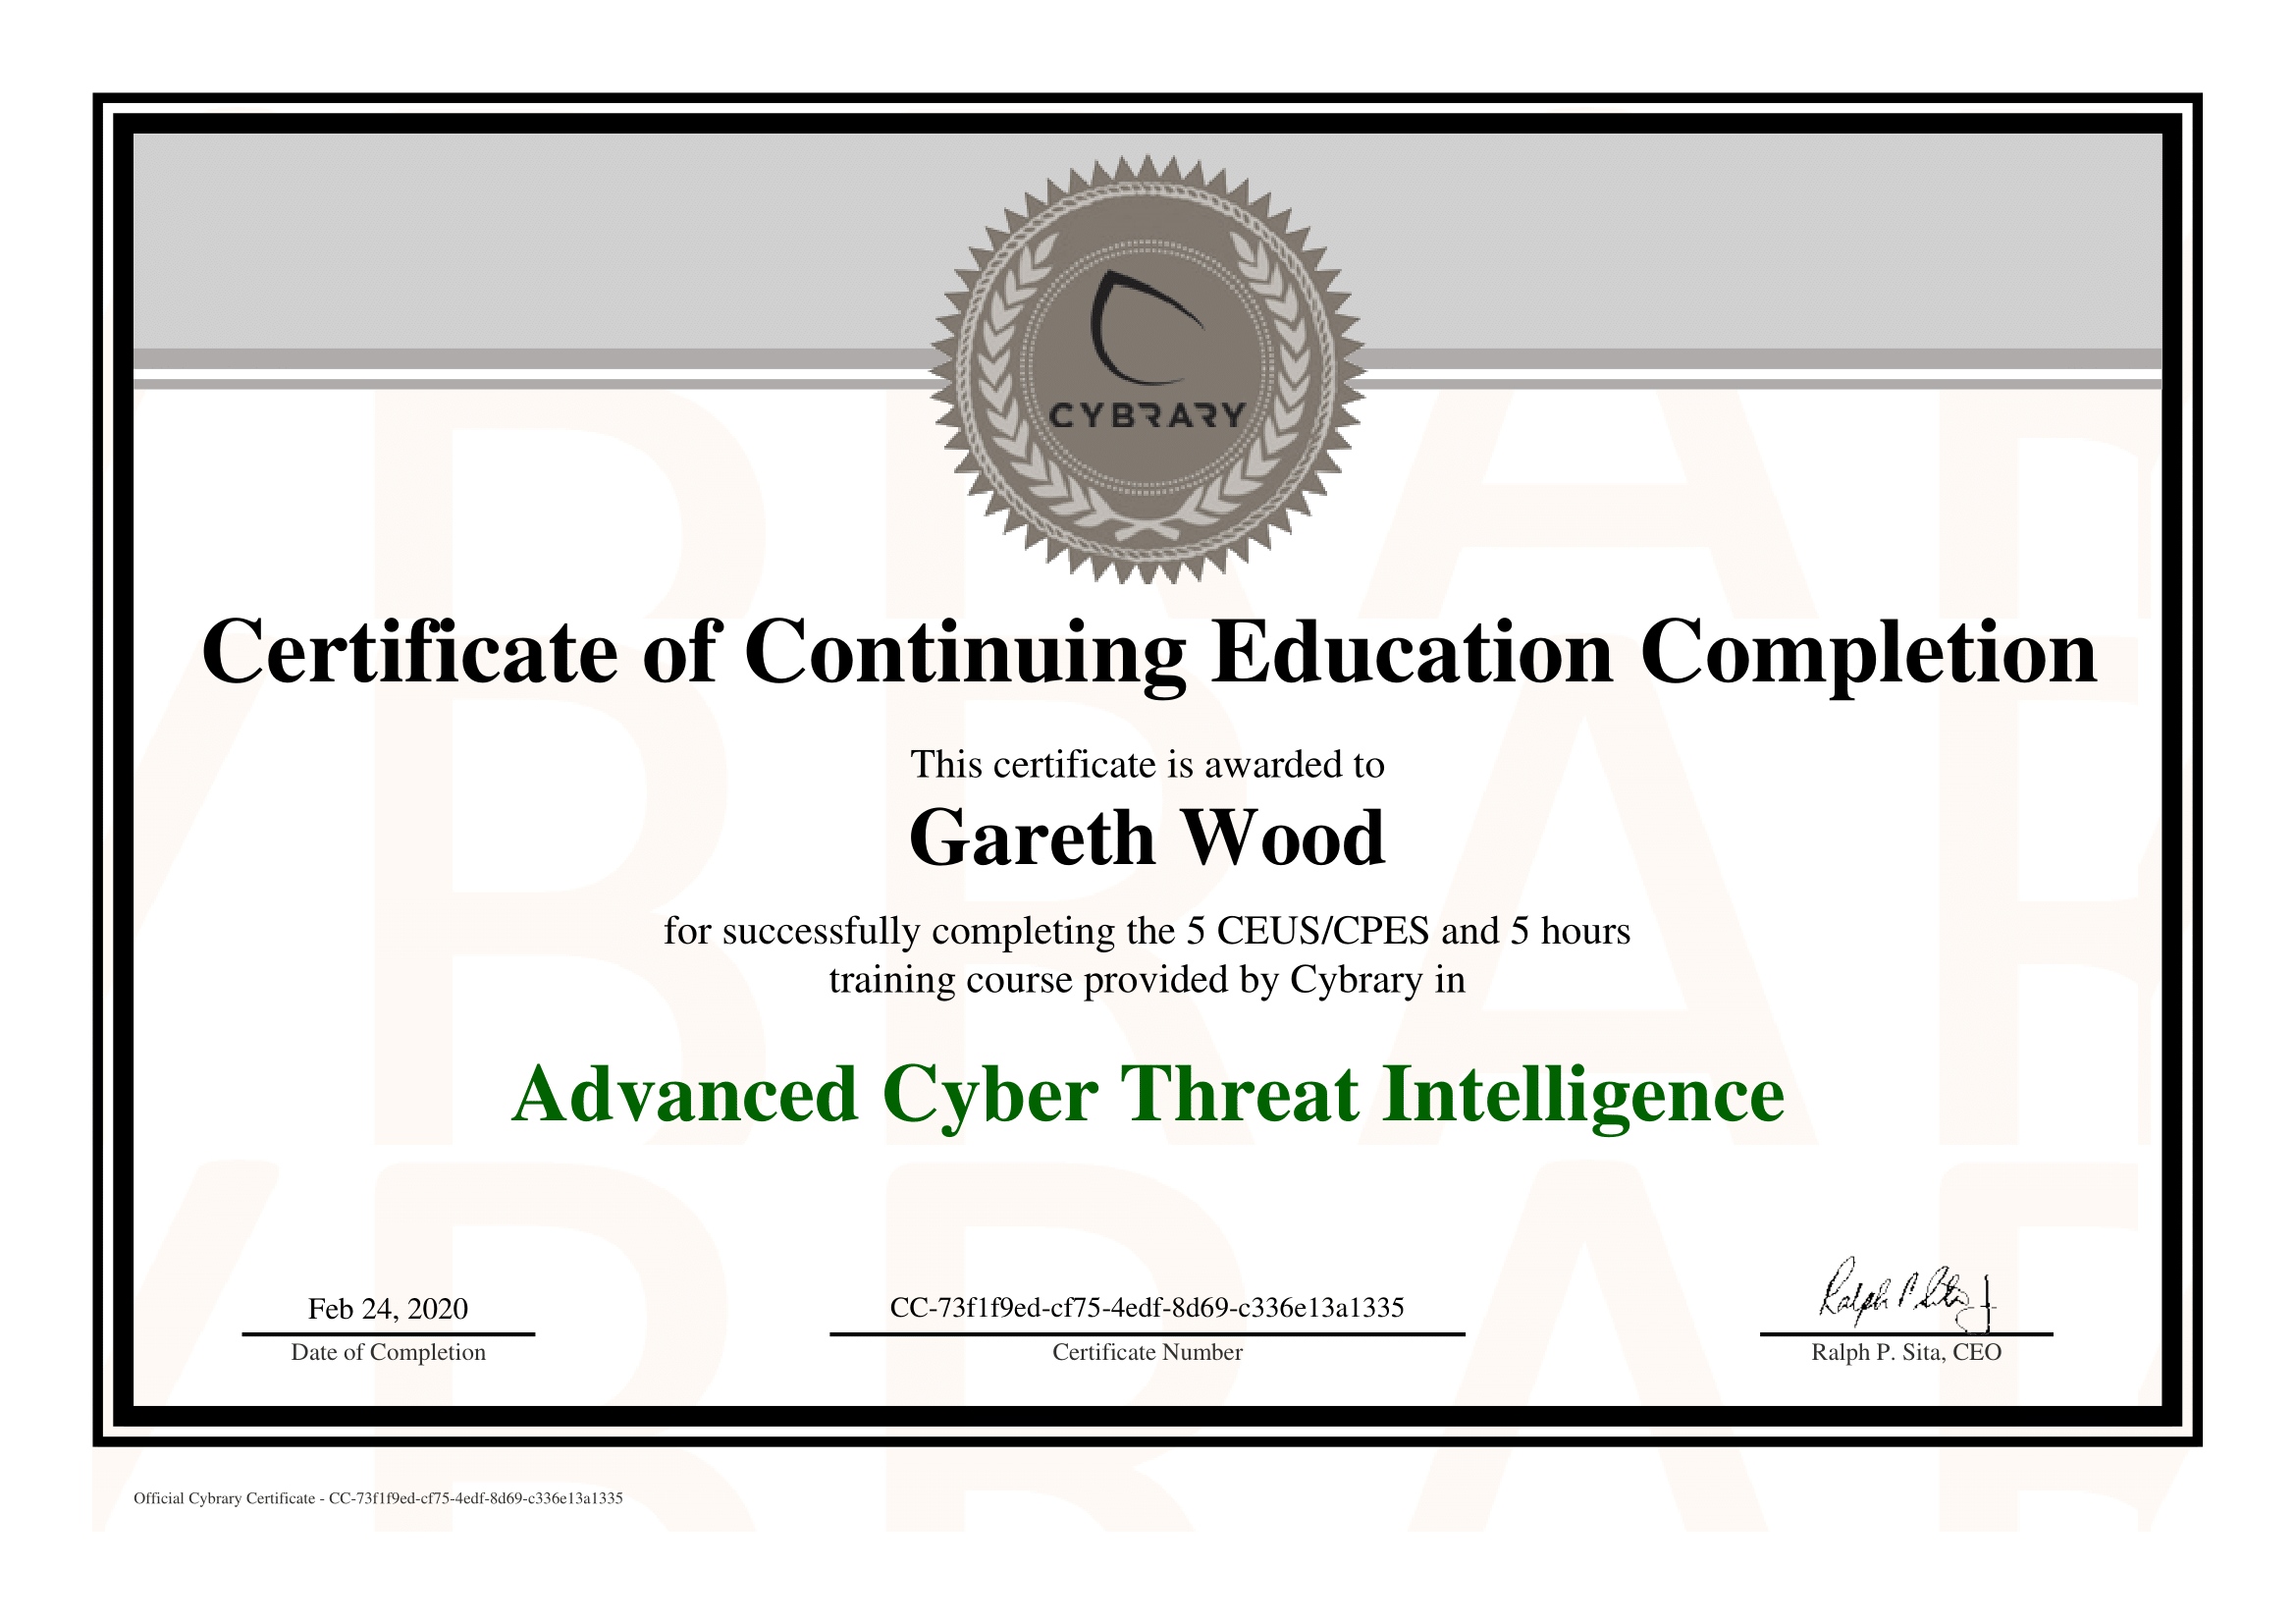 CYBRARY
Certificate of Continuing Education Completion
This certificate is awarded to
Gareth Wood
for successfully completing the 5 CEUS/CPES and 5 hours
training course provided by Cybrary in
Advanced Cyber Threat Intelligence
Feb 24, 2020
Date of Completion
CC-73f1f9ed-cf75-4edf-8d69-c336e13a1335
Certificate Number
Ralph P. Sita, CEO
Official Cybrary Certificate - CC-73f1f9ed-cf75-4edf-8d69-c336e13a1335